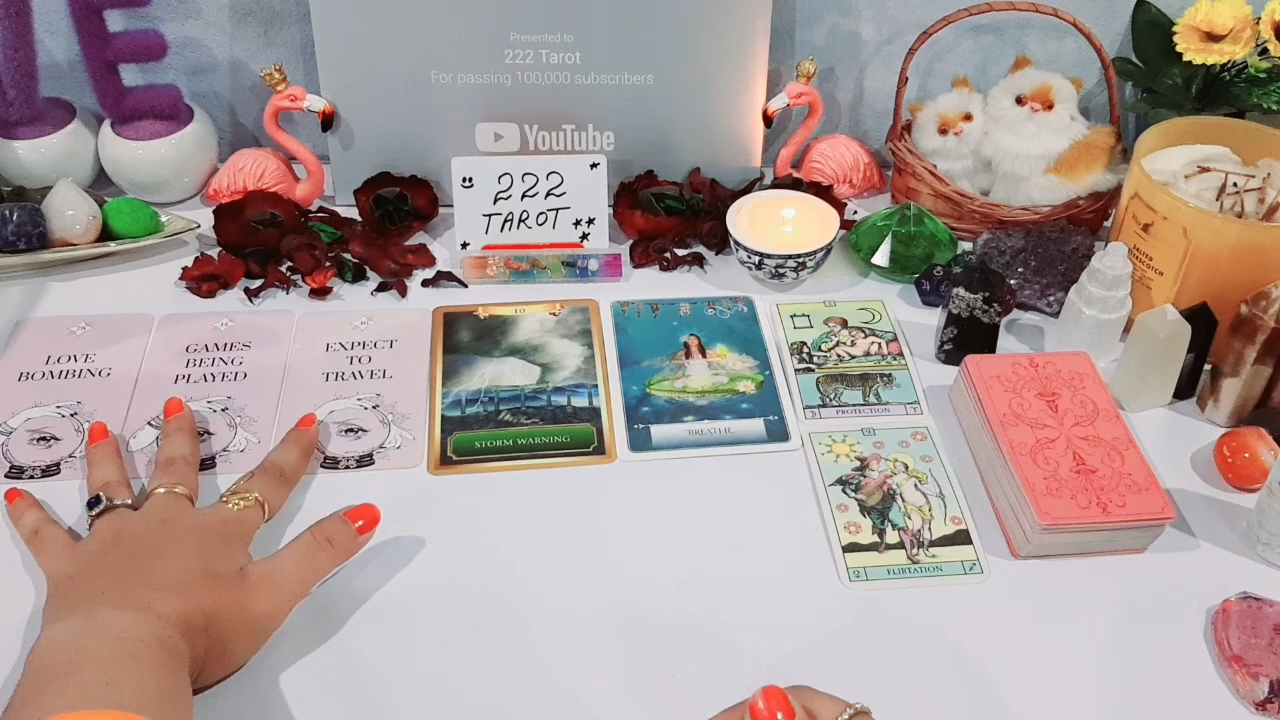 Presented to
222 Tarot
For passing 100,000 subscribers
YouTube
222
TAROT
LOVE
BOMBING
GAMES
BEING
PLAYED
EXPECT
TO
TRAVEL
10
STORM WARNING
BREATHE
PROTECTION
FLIRTATION
SALTED